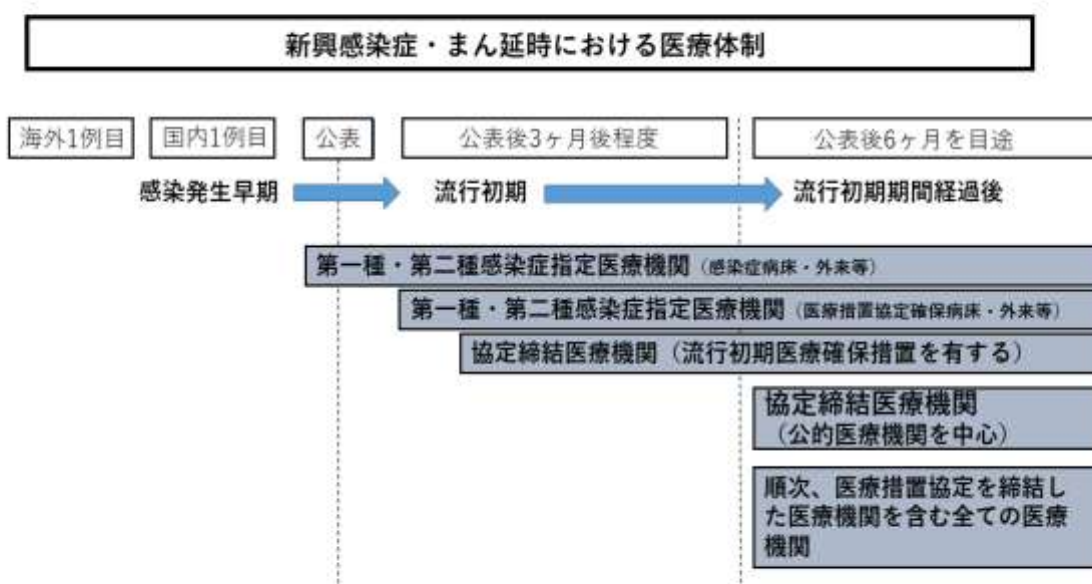 新興感染症・まん延時における医療体制
海外1例目
国内1例目
公表
公表後3ヶ月後程度
公表後6ヶ月を目途
感染発生早期
流行初期
流行初期期間経過後
第一種・第二種感染症指定医療機関（感染症病床・外来等）
第一種・第二種感染症指定医療機関（医療措置協定確保病床・外来等）
協定締結医療機関（流行初期医療確保措置を有する）
協定締結医療機関
（公的医療機関を中心）
順次、医療措置協定を締結し
た医療機関を含む全ての医療
機関